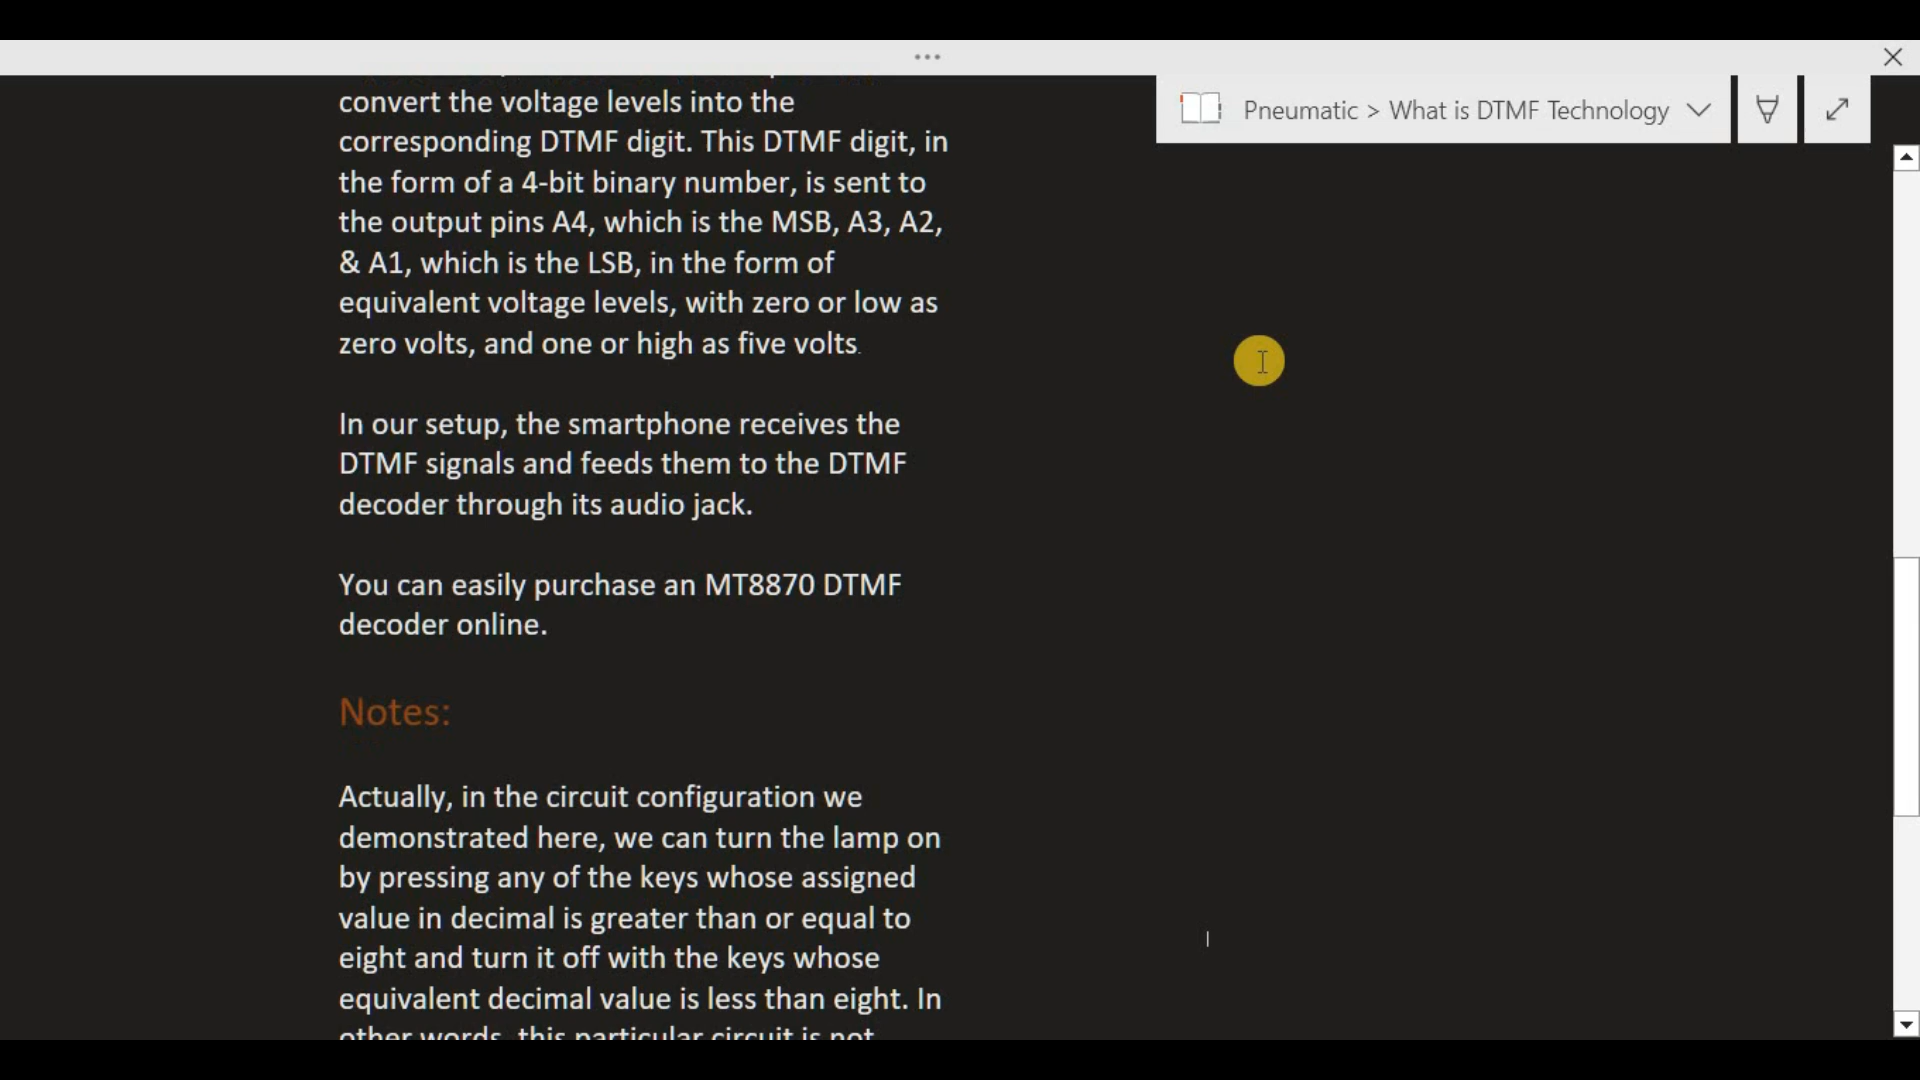 Pneumatic > What is DTMF Technology
convert the voltage levels into the
corresponding DTMF digit. This DTMF digit, in
the form of a 4-bit binary number, is sent to
the output pins A4, which is the MSB, A3, A2,
& A1, which is the LSB, in the form of
equivalent voltage levels, with zero or low as
zero volts, and one or high as five volts.
In our setup, the smartphone receives the
DTMF signals and feeds them to the DTMF
decoder through its audio jack.
You can easily purchase an MT8870 DTMF
decoder online.
Notes:
Actually, in the circuit configuration we
demonstrated here, we can turn the lamp on
by pressing any of the keys whose assigned
value in decimal is greater than or equal to
eight and turn it off with the keys whose
equivalent decimal value is less than eight. In
other words, this particular circuit is not